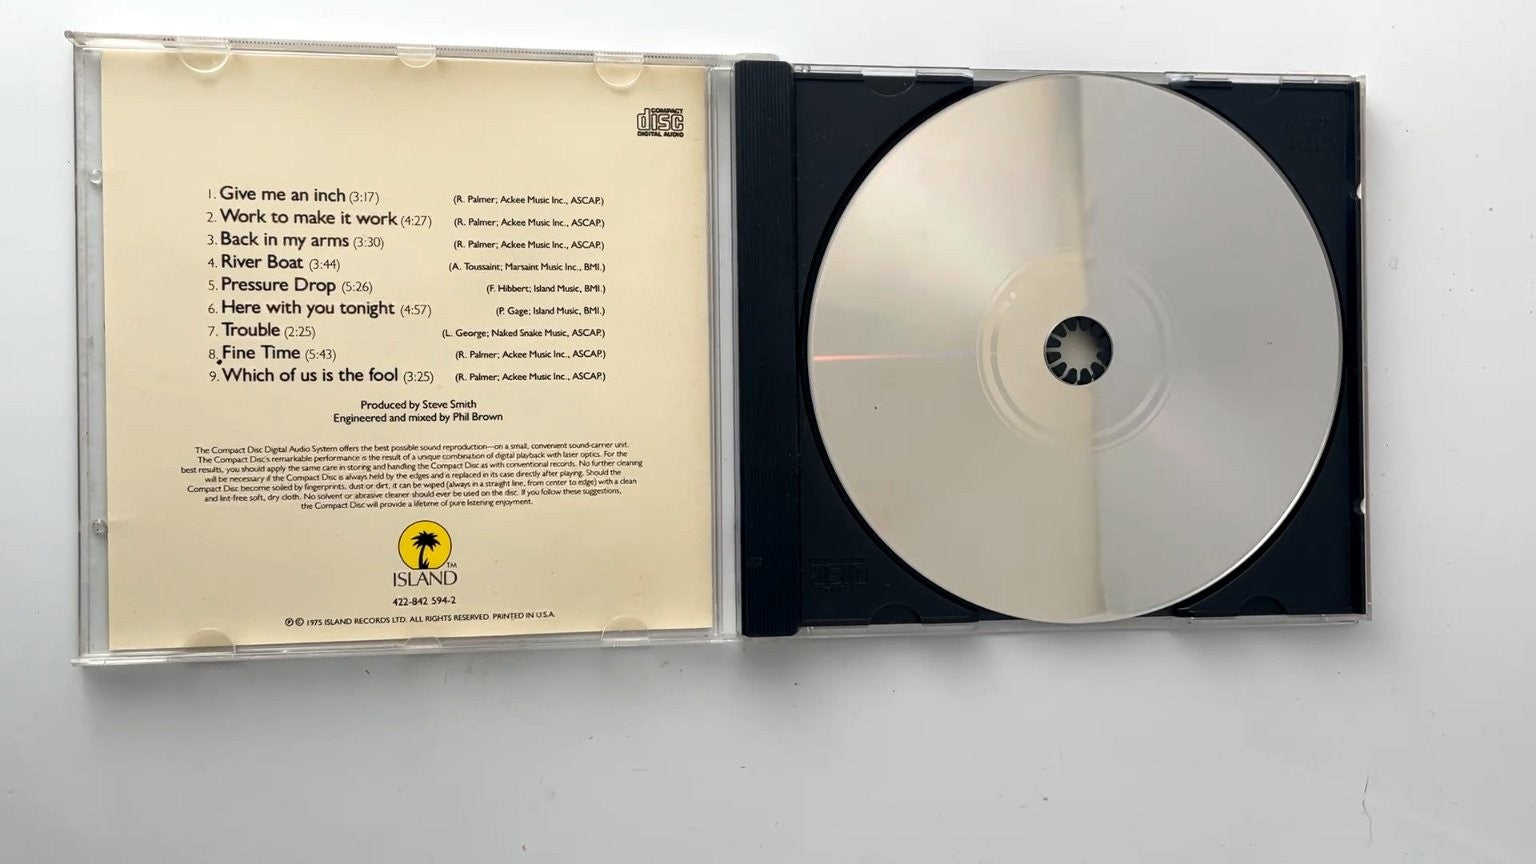 COMPACT
disc
DIGITAL AUDIO
1. Give me an inch (3:17) (R. Palmer; Ackee Music Inc., ASCAP.)
2. Work to make it work (4:27) (R. Palmer; Ackee Music Inc., ASCAP.)
3. Back in my arms (3:30) (R. Palmer; Ackee Music Inc., ASCAP.)
4. River Boat (3:44) (A. Toussaint; Marsaint Music Inc., BMI.)
5. Pressure Drop (5:26) (F. Hibbert; Island Music, BMI.)
6. Here with you tonight (4:57) (P. Gage; Island Music, BMI.)
7. Trouble (2:25) (L. George; Naked Snake Music, ASCAP.)
8. Fine Time (5:43) (R. Palmer; Ackee Music Inc., ASCAP.)
9. Which of us is the fool (3:25) (R. Palmer; Ackee Music Inc., ASCAP.)
Produced by Steve Smith
Engineered and mixed by Phil Brown
The Compact Disc Digital Audio System offers the best possible sound reproduction—on a small, convenient sound-carrier unit.
The Compact Disc's remarkable performance is the result of a unique combination of digital playback with laser optics. For the
best results, you should apply the same care in storing and handling the Compact Disc as with conventional records. No further cleaning
will be necessary if the Compact Disc is always held by the edges and is replaced in its case directly after playing. Should the
Compact Disc become soiled by fingerprints, dust or dirt, it can be wiped (always in a straight line, from center to edge) with a clean
and lint-free soft, dry cloth. No solvent or abrasive cleaner should ever be used on the disc. If you follow these suggestions,
the Compact Disc will provide a lifetime of pure listening enjoyment.
TM
ISLAND
422-842 594-2
℗ © 1975 ISLAND RECORDS LTD. ALL RIGHTS RESERVED. PRINTED IN U.S.A.